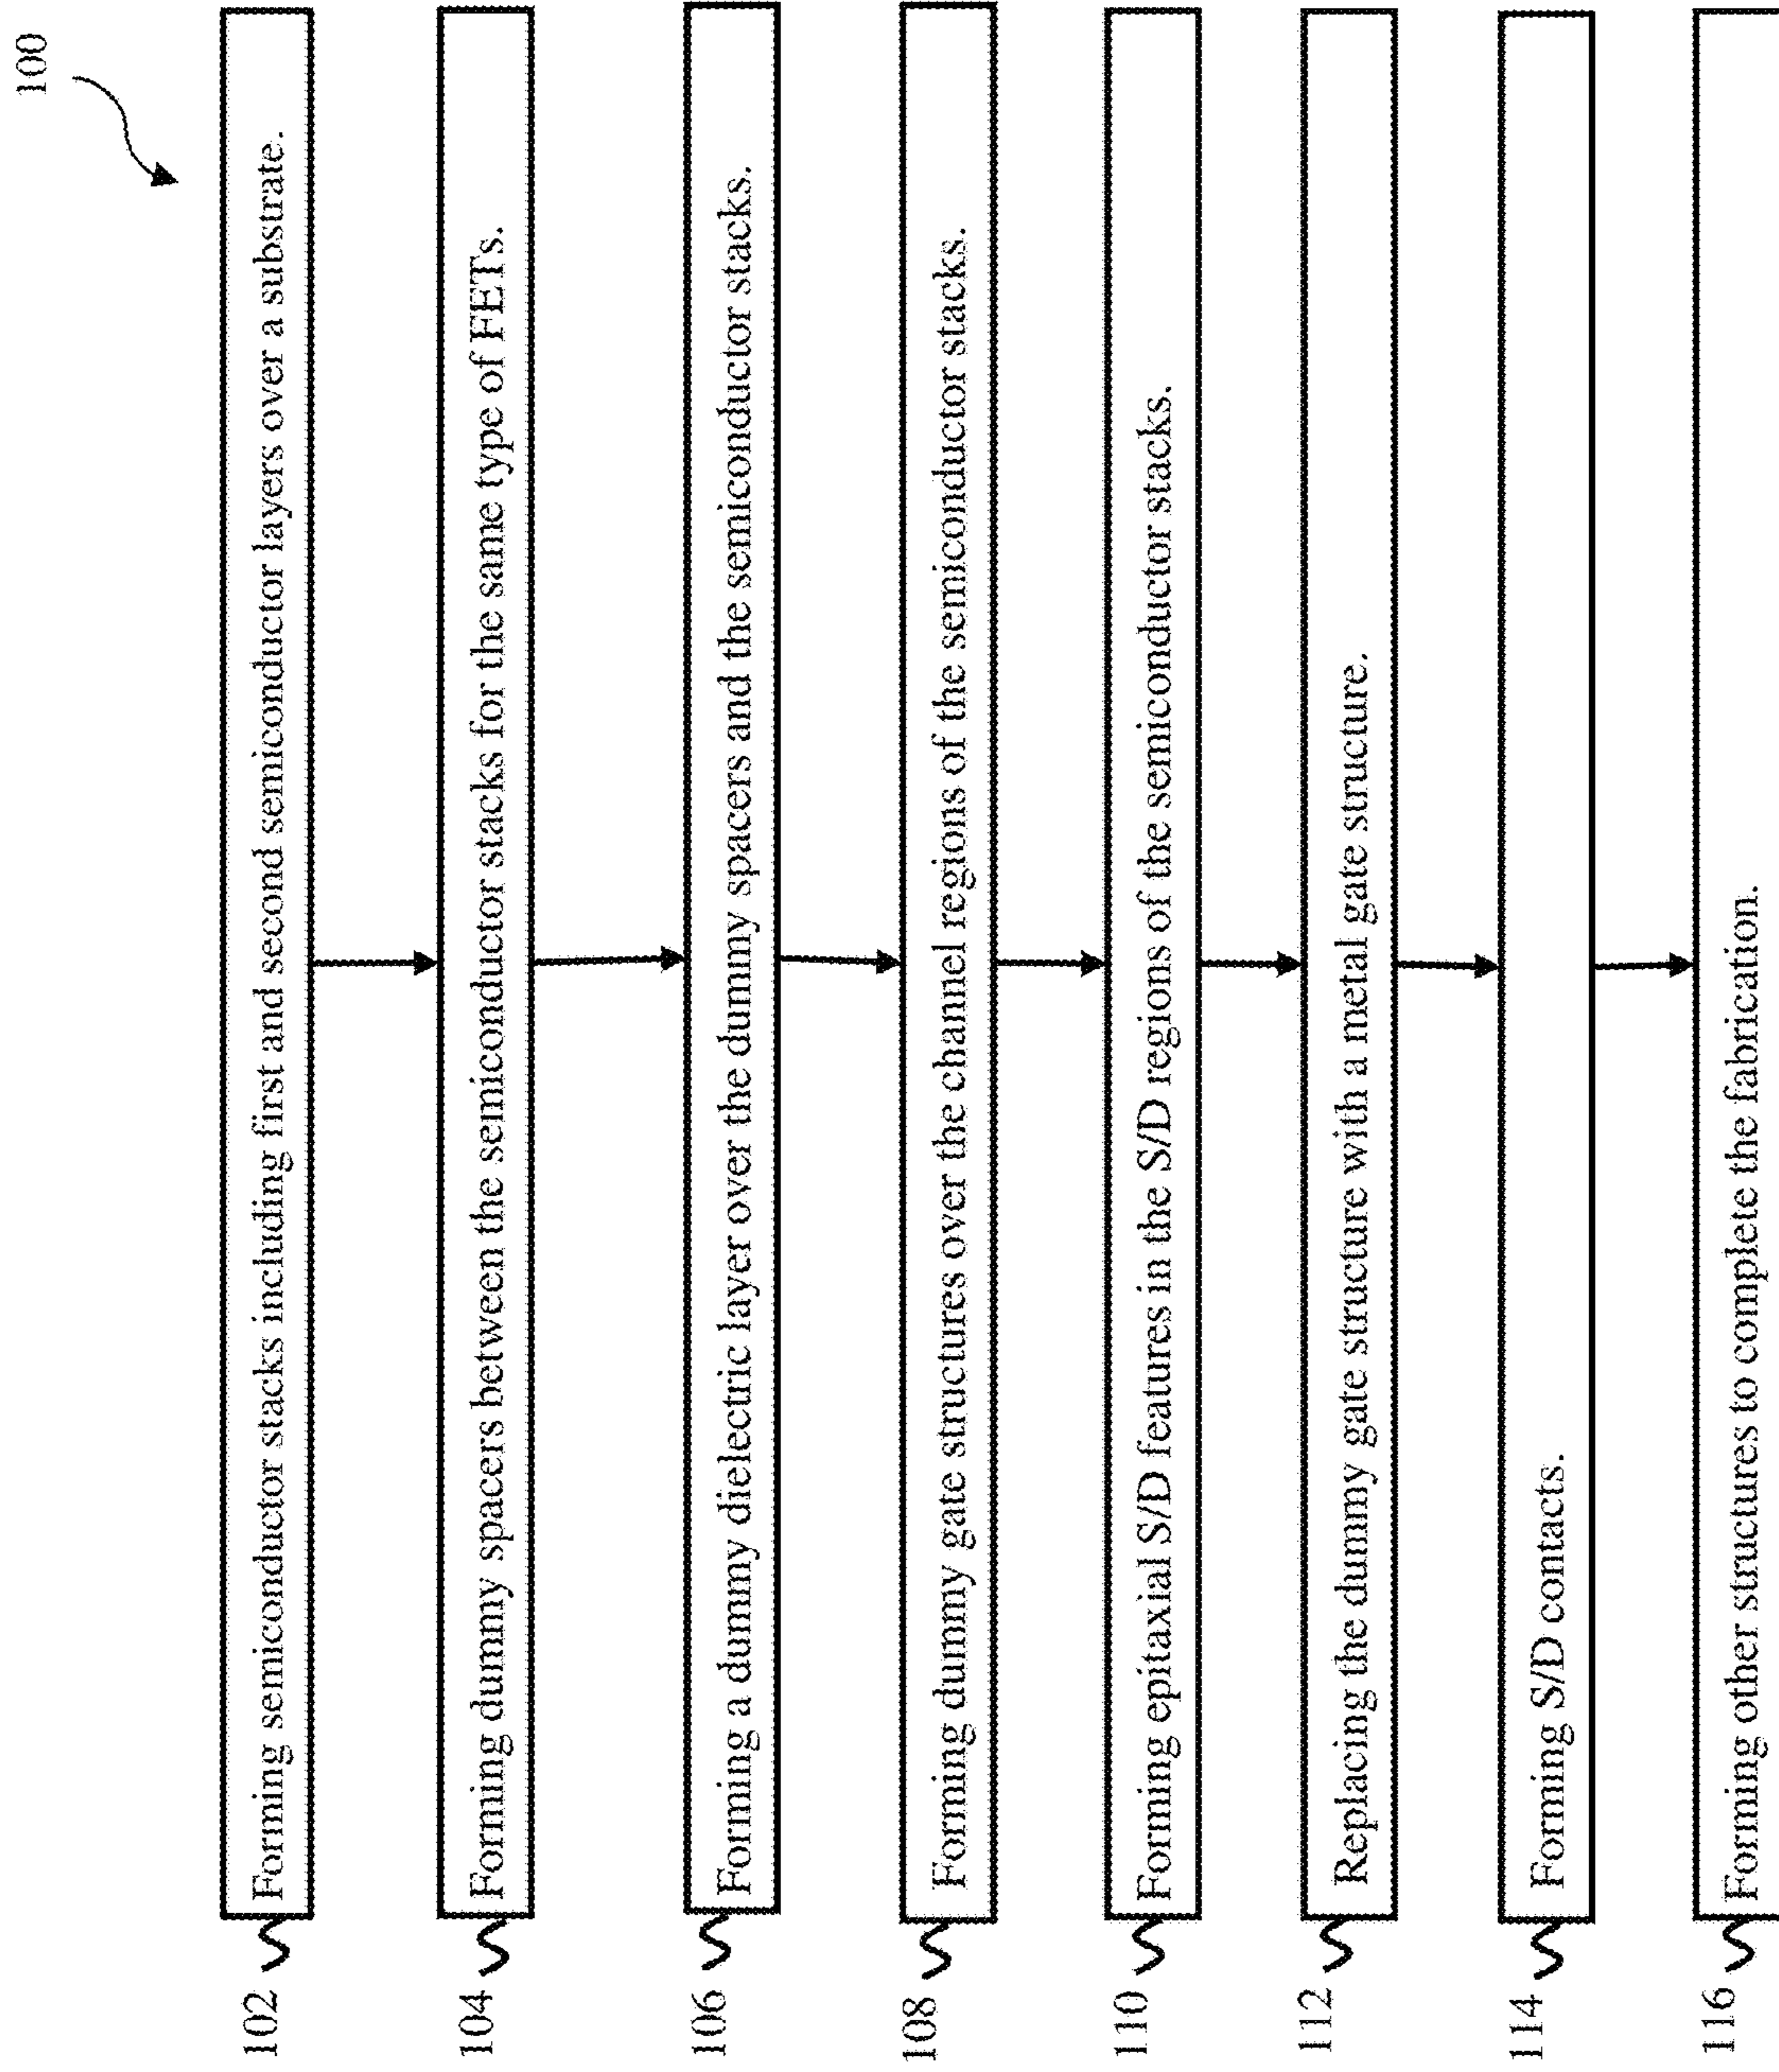 100
102 Forming semiconductor stacks including first and second semiconductor layers over a substrate.
104 Forming dummy spacers between the semiconductor stacks for the same type of FETs.
106 Forming a dummy dielectric layer over the dummy spacers and the semiconductor stacks.
108 Forming dummy gate structures over the channel regions of the semiconductor stacks.
110 Forming epitaxial S/D features in the S/D regions of the semiconductor stacks.
112 Replacing the dummy gate structure with a metal gate structure.
114 Forming S/D contacts.
116 Forming other structures to complete the fabrication.